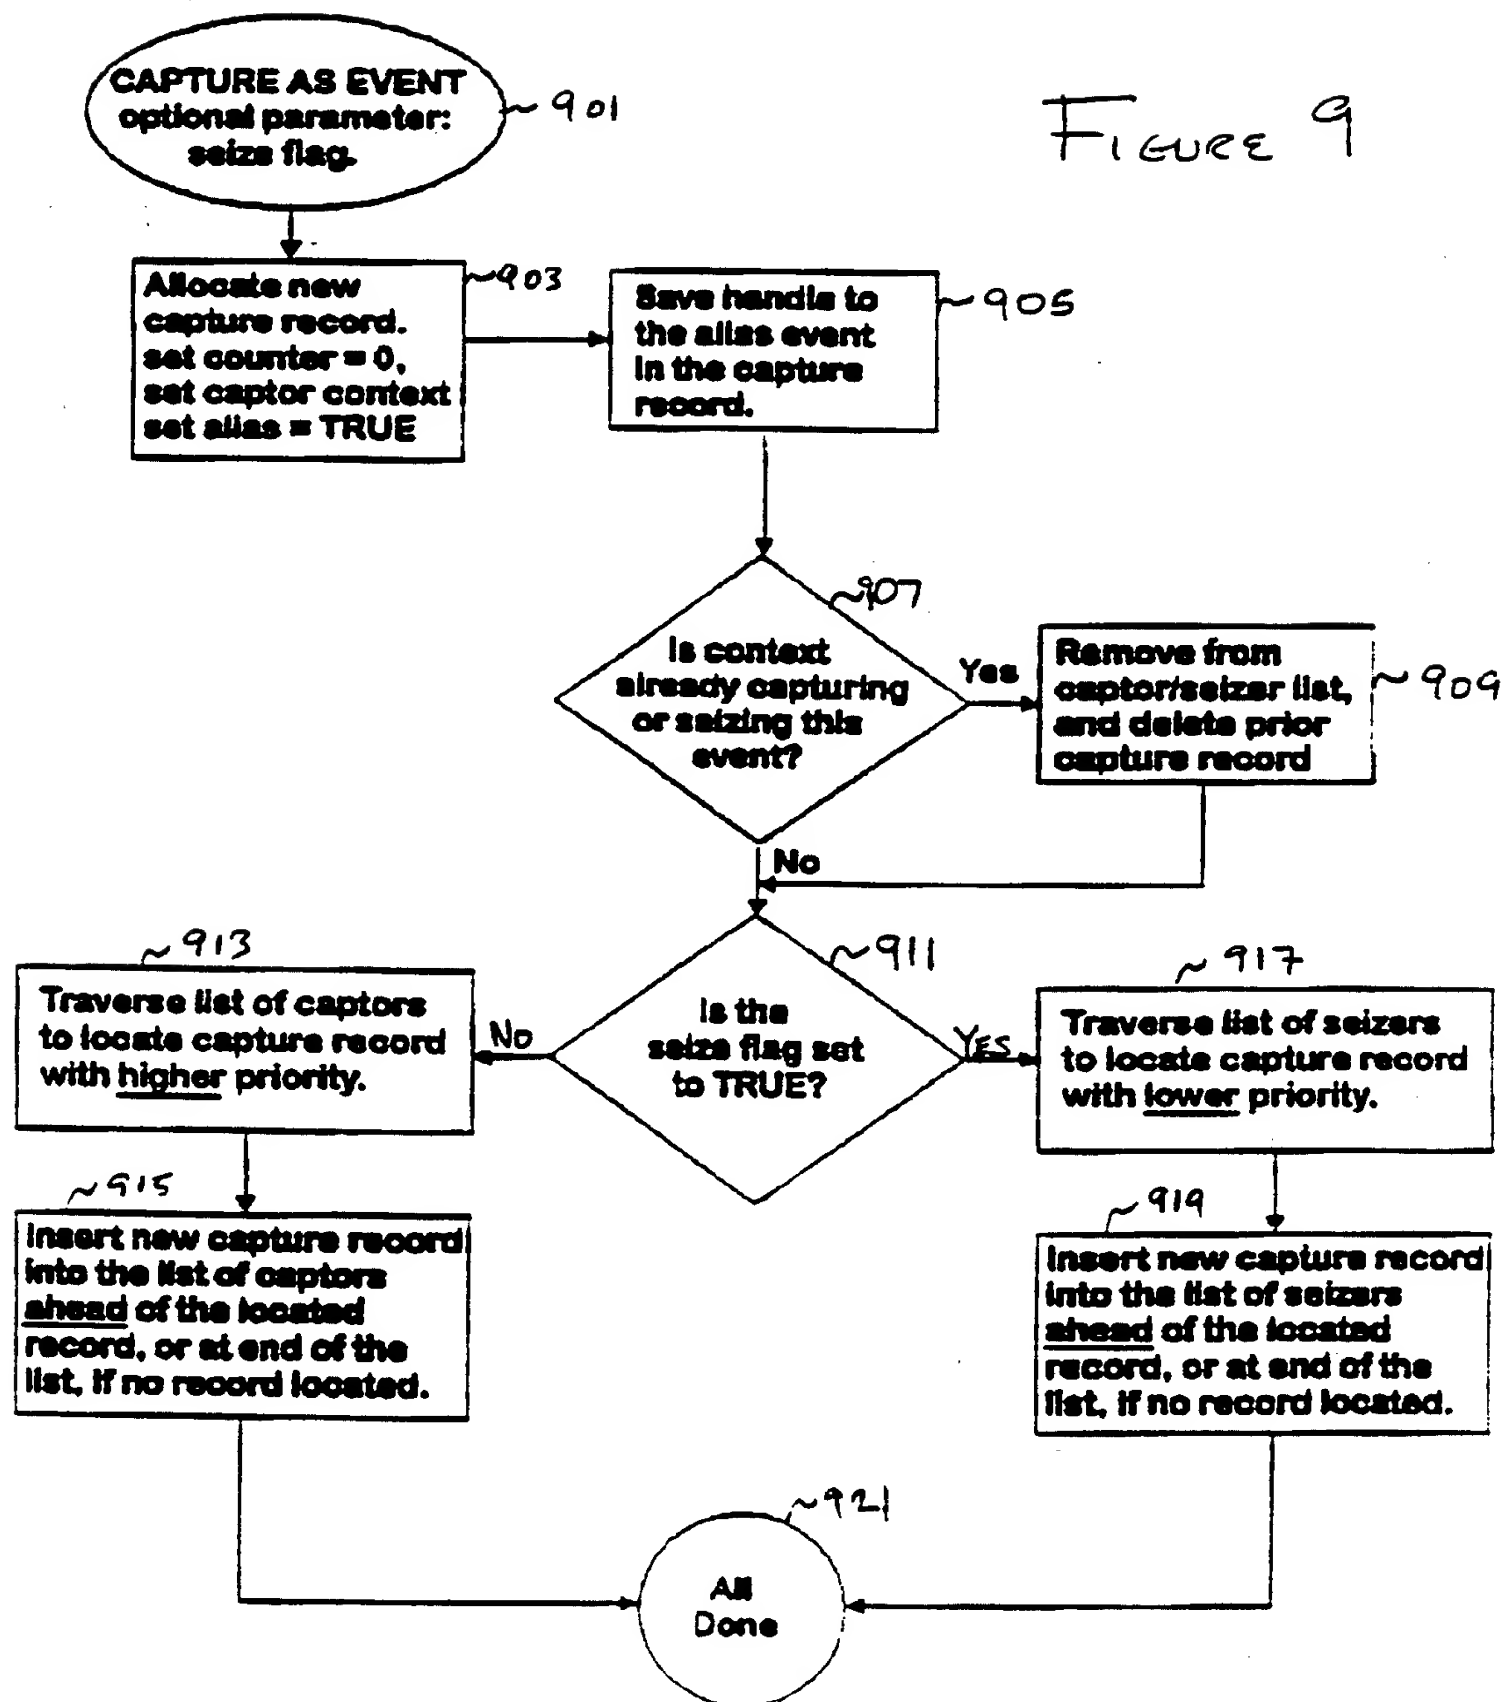 CAPTURE AS EVENT
optional parameter:
seize flag.
901
FIGURE 9
Allocate new
capture record.
set counter = 0,
set captor context
set alias = TRUE
903
Save handle to
the alias event
in the capture
record.
905
907
Is context
already capturing
or seizing this
event?
Yes
Remove from
captor/seizer list,
and delete prior
capture record
909
No
911
Is the
seize flag set
to TRUE?
No
YES
913
Traverse list of captors
to locate capture record
with higher priority.
917
Traverse list of seizers
to locate capture record
with lower priority.
915
Insert new capture record
into the list of captors
ahead of the located
record, or at end of the
list, if no record located.
919
Insert new capture record
into the list of seizers
ahead of the located
record, or at end of the
list, if no record located.
921
All
Done